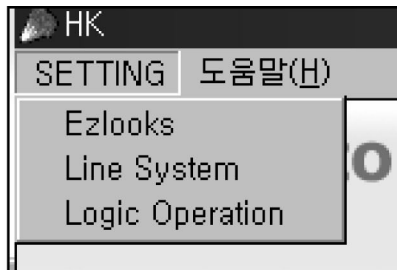 HK
SETTING 도움말(H)
Ezlooks
Line System
Logic Operation